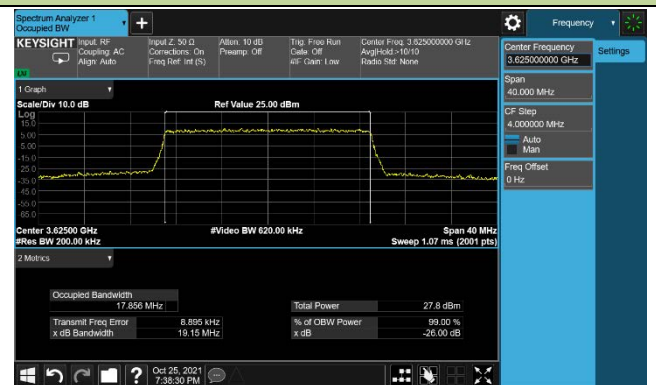 Spectrum Analyzer 1
Occupied BW
Frequency
KEYSIGHT
Input: RF
Coupling: AC
Align: Auto
Input Z: 50 Ω
Corrections: On
Freq Ref: Int (S)
Atten: 10 dB
Preamp: Off
Trig: Free Run
Gate: Off
#IF Gain: Low
Center Freq: 3.625000000 GHz
Avg|Hold:>10/10
Radio Std: None
Center Frequency
3.625000000 GHz
Settings
Span
40.000 MHz
CF Step
4.000000 MHz
Auto
Man
Freq Offset
0 Hz
1 Graph
Scale/Div 10.0 dB
Ref Value 25.00 dBm
Log
15.0
5.00
-5.00
-15.0
-25.0
-35.0
-45.0
-55.0
-65.0
Center 3.62500 GHz
#Video BW 620.00 kHz
Span 40 MHz
#Res BW 200.00 kHz
Sweep 1.07 ms (2001 pts)
2 Metrics
Occupied Bandwidth
17.856 MHz
Total Power
27.8 dBm
Transmit Freq Error
8.895 kHz
% of OBW Power
99.00 %
x dB Bandwidth
19.15 MHz
x dB
-26.00 dB
?
Oct 25, 2021
7:38:30 PM